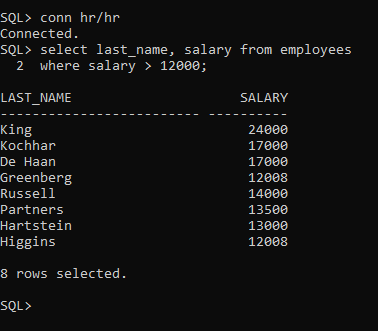 SQL> conn hr/hr
Connected.
SQL> select last_name, salary from employees
  2  where salary > 12000;

LAST_NAME                     SALARY
------------------------- ----------
King                           24000
Kochhar                        17000
De Haan                        17000
Greenberg                      12008
Russell                        14000
Partners                       13500
Hartstein                      13000
Higgins                        12008

8 rows selected.

SQL>